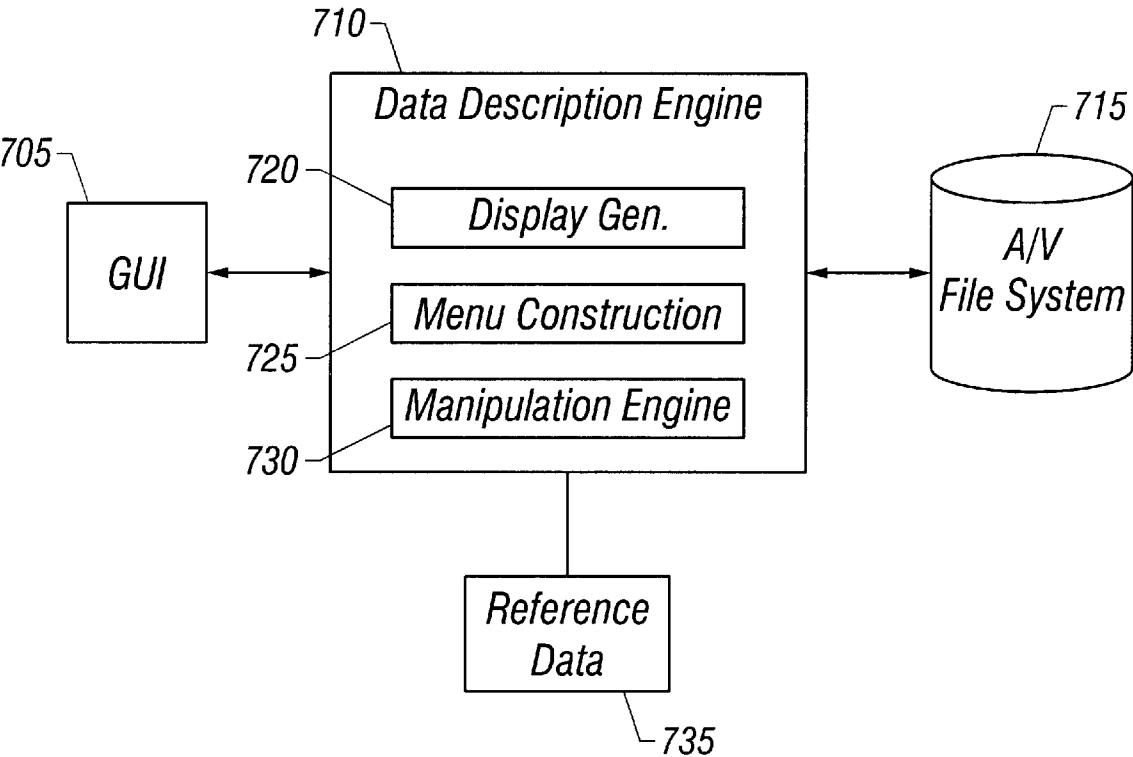 710
Data Description Engine
715
705
720
Display Gen.
A/V
File System
GUI
Menu Construction
725
Manipulation Engine
730
Reference
Data
735